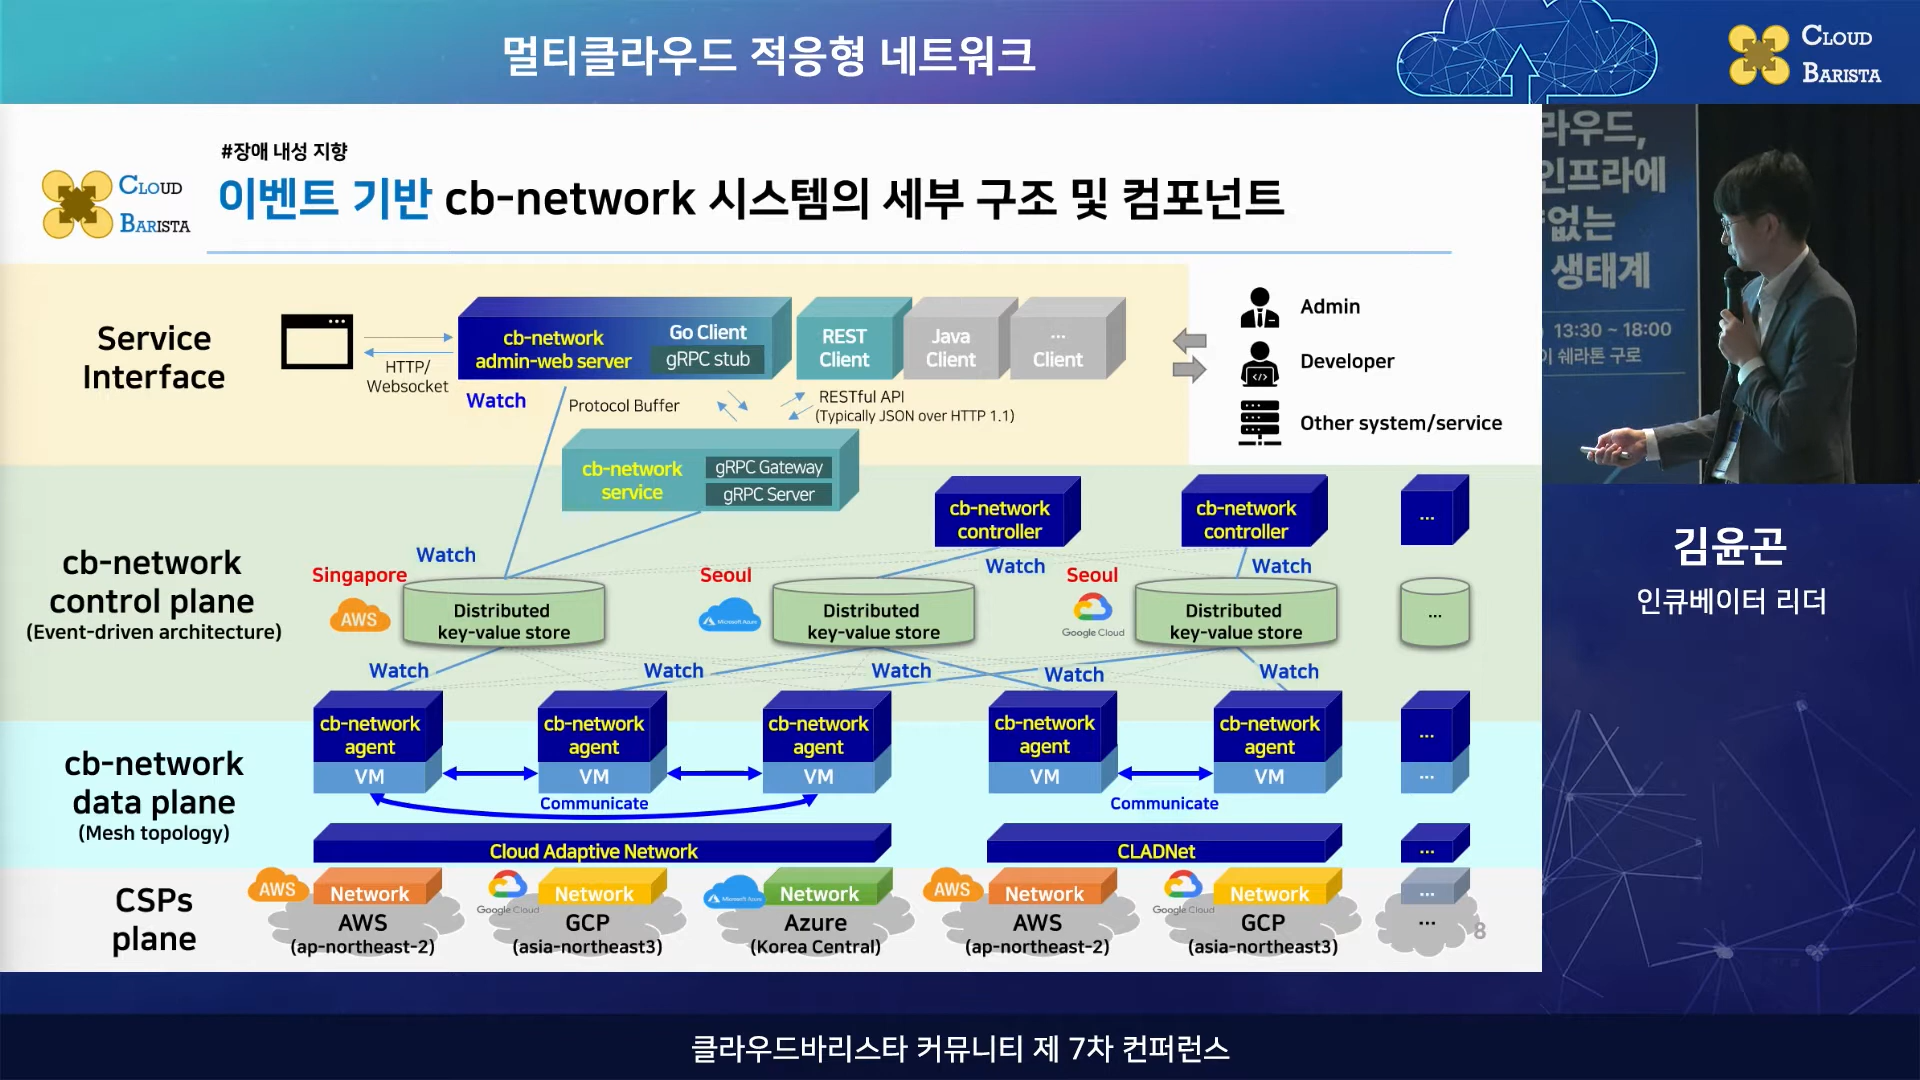 멀티클라우드 적응형 네트워크
CLOUD
BARISTA
#장애 내성 지향
CLOUD
BARISTA
이벤트 기반 cb-network 시스템의 세부 구조 및 컴포넌트
라우드,
인프라에
없는
생태계
13:30 ~ 18:00
쉐라톤 구로
Service
Interface
HTTP/
Websocket
cb-network
admin-web server
Go Client
gRPC stub
REST
Client
Java
Client
...
Client
Admin
Developer
Other system/service
Watch
Protocol Buffer
RESTful API
(Typically JSON over HTTP 1.1)
cb-network
service
gRPC Gateway
gRPC Server
cb-network
controller
cb-network
controller
...
cb-network
control plane
(Event-driven architecture)
Watch
Watch
Watch
Singapore
AWS
Distributed
key-value store
Seoul
Microsoft Azure
Distributed
key-value store
Seoul
Google Cloud
Distributed
key-value store
...
Watch
Watch
Watch
Watch
Watch
cb-network
data plane
(Mesh topology)
cb-network
agent
VM
cb-network
agent
VM
cb-network
agent
VM
cb-network
agent
VM
cb-network
agent
VM
...
...
Communicate
Communicate
Cloud Adaptive Network
CLADNet
...
CSPs
plane
AWS
Network
AWS
(ap-northeast-2)
Google Cloud
Network
GCP
(asia-northeast3)
Microsoft Azure
Network
Azure
(Korea Central)
AWS
Network
AWS
(ap-northeast-2)
Google Cloud
Network
GCP
(asia-northeast3)
...
...
8
김윤곤
인큐베이터 리더
클라우드바리스타 커뮤니티 제 7차 컨퍼런스